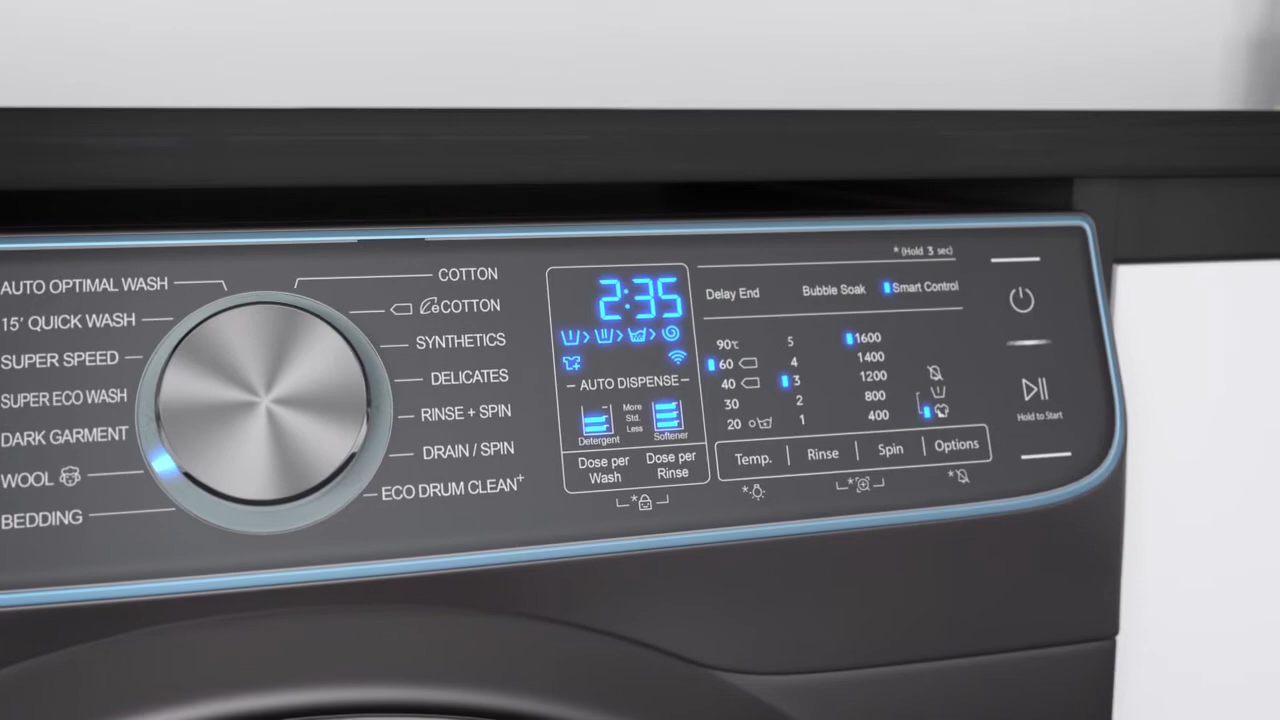 AUTO OPTIMAL WASH
15' QUICK WASH
SUPER SPEED
SUPER ECO WASH
DARK GARMENT
WOOL
BEDDING
COTTON
COTTON
SYNTHETICS
DELICATES
RINSE + SPIN
DRAIN / SPIN
ECO DRUM CLEAN+
2:35
AUTO DISPENSE
More
Std.
Less
Detergent Softener
Dose per Wash
Dose per Rinse
* (Hold 3 sec)
Delay End Bubble Soak Smart Control
90℃ 5 1600
60 4 1400
40 3 1200
30 2 800
20 1 400
Temp. Rinse Spin Options
Hold to Start